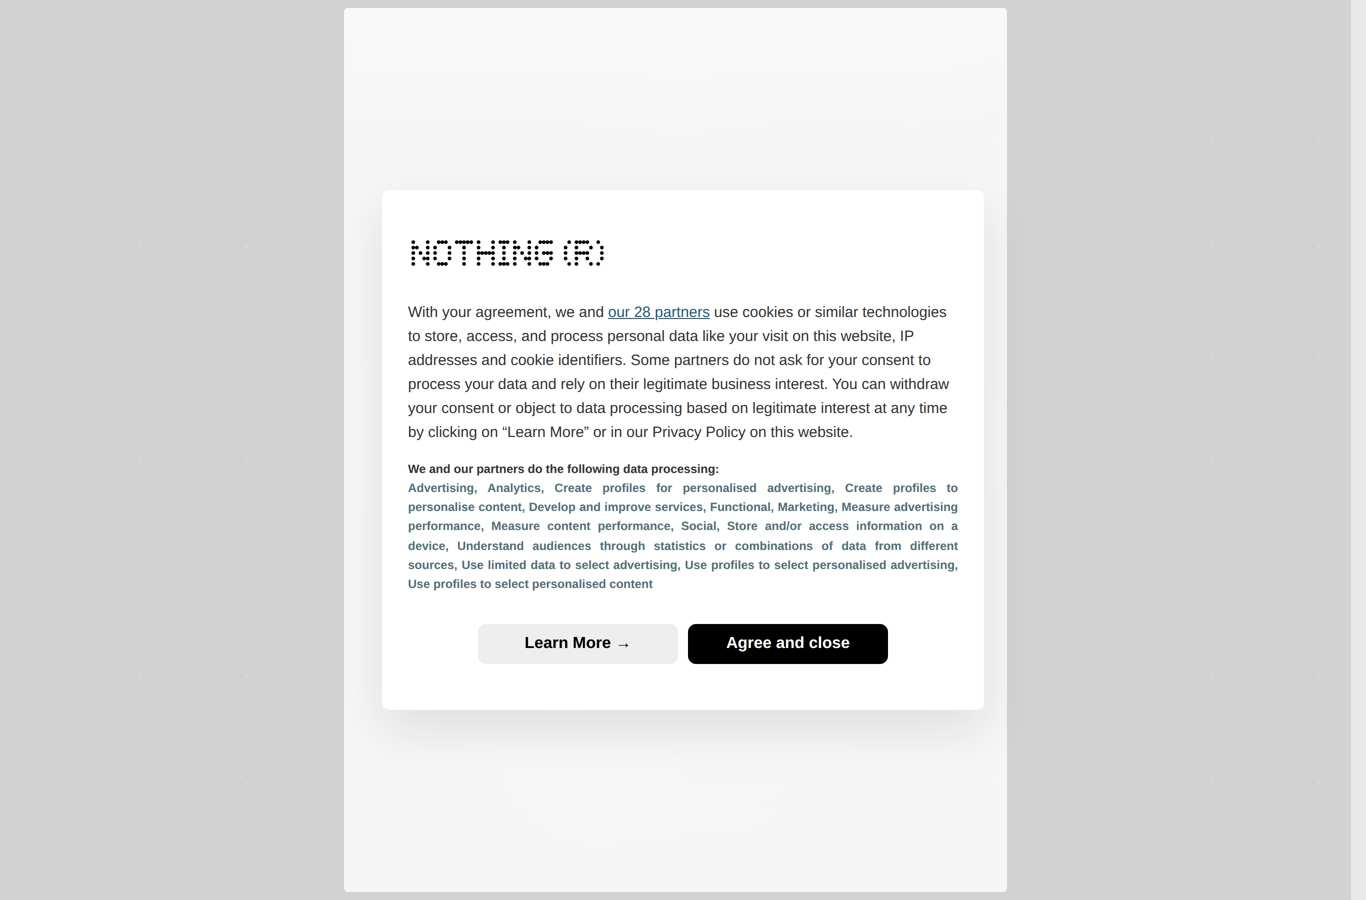 NOTHING (R)
With your agreement, we and our 28 partners use cookies or similar technologies
to store, access, and process personal data like your visit on this website, IP
addresses and cookie identifiers. Some partners do not ask for your consent to
process your data and rely on their legitimate business interest. You can withdraw
your consent or object to data processing based on legitimate interest at any time
by clicking on “Learn More” or in our Privacy Policy on this website.
We and our partners do the following data processing:
Advertising, Analytics, Create profiles for personalised advertising, Create profiles to
personalise content, Develop and improve services, Functional, Marketing, Measure advertising
performance, Measure content performance, Social, Store and/or access information on a
device, Understand audiences through statistics or combinations of data from different
sources, Use limited data to select advertising, Use profiles to select personalised advertising,
Use profiles to select personalised content
Learn More →
Agree and close